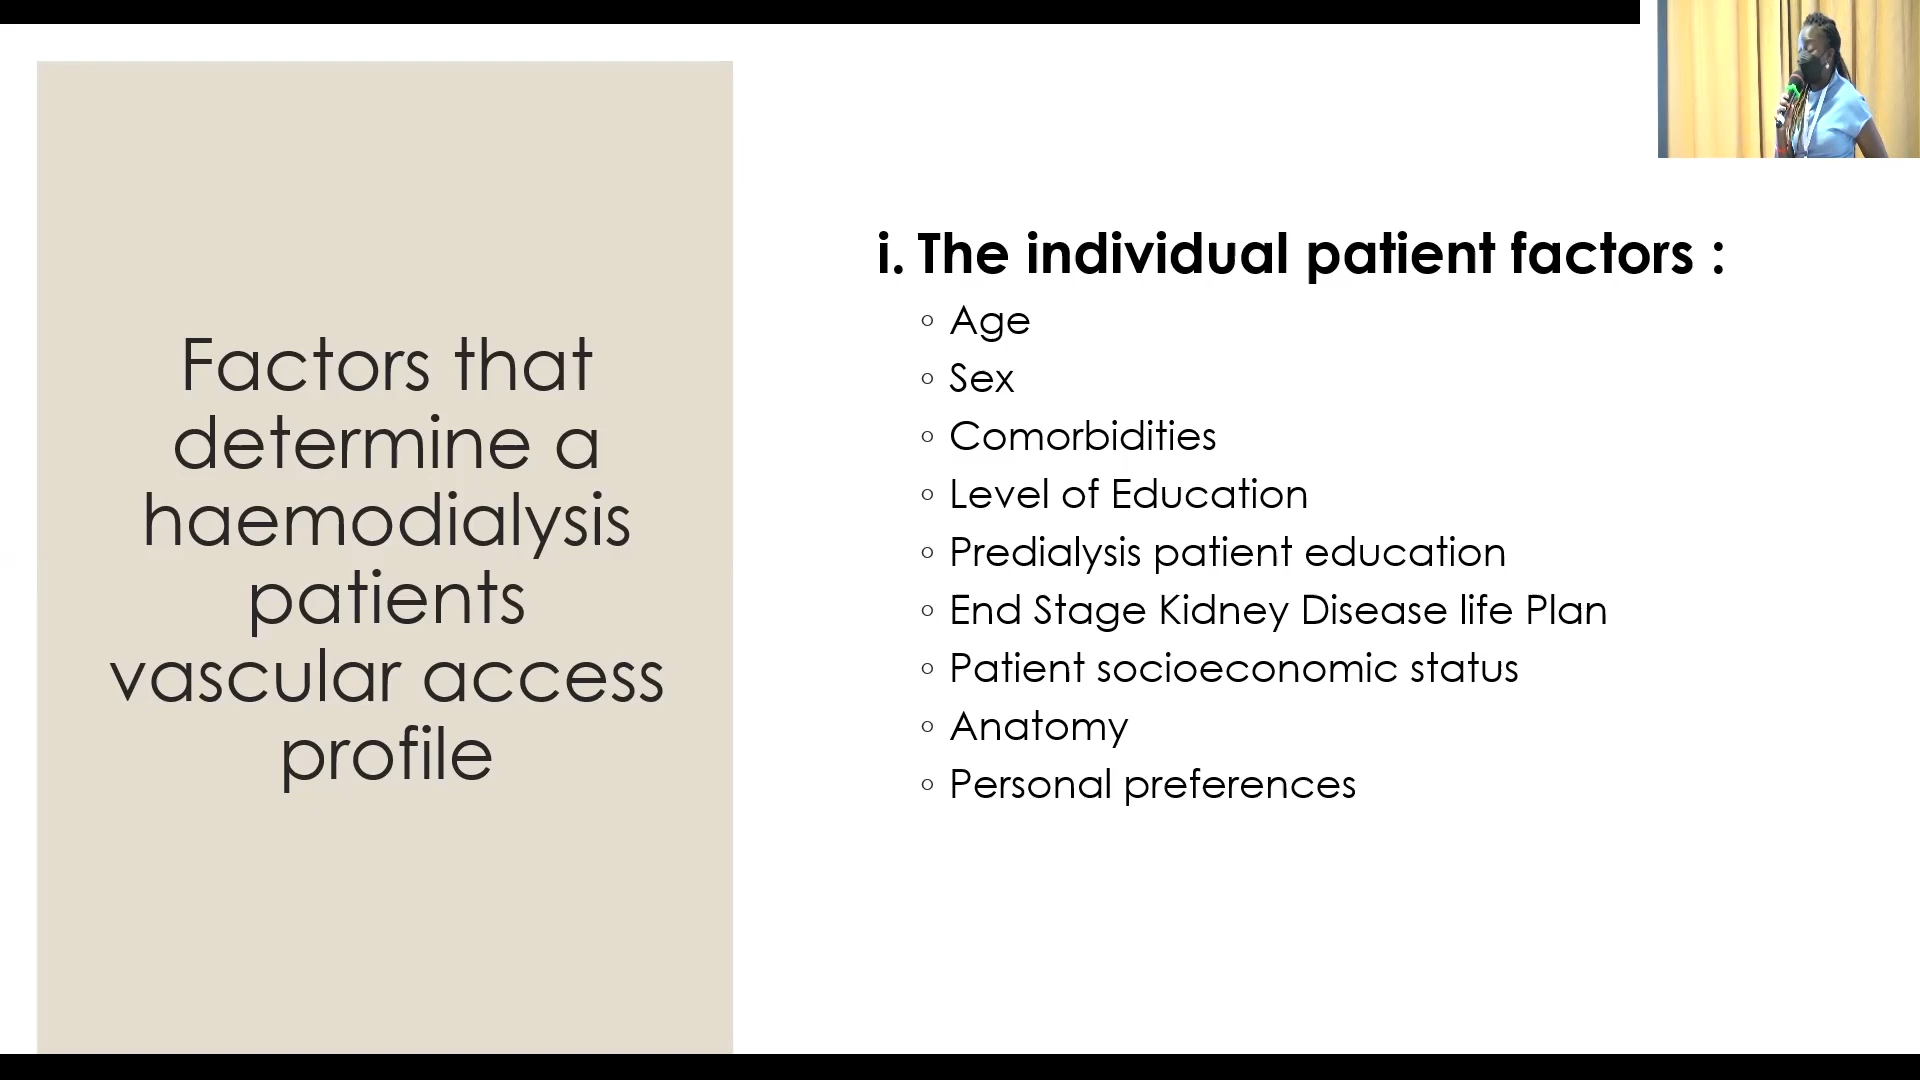 Factors that
determine a
haemodialysis
patients
vascular access
profile
i. The individual patient factors :
◦ Age
◦ Sex
◦ Comorbidities
◦ Level of Education
◦ Predialysis patient education
◦ End Stage Kidney Disease life Plan
◦ Patient socioeconomic status
◦ Anatomy
◦ Personal preferences